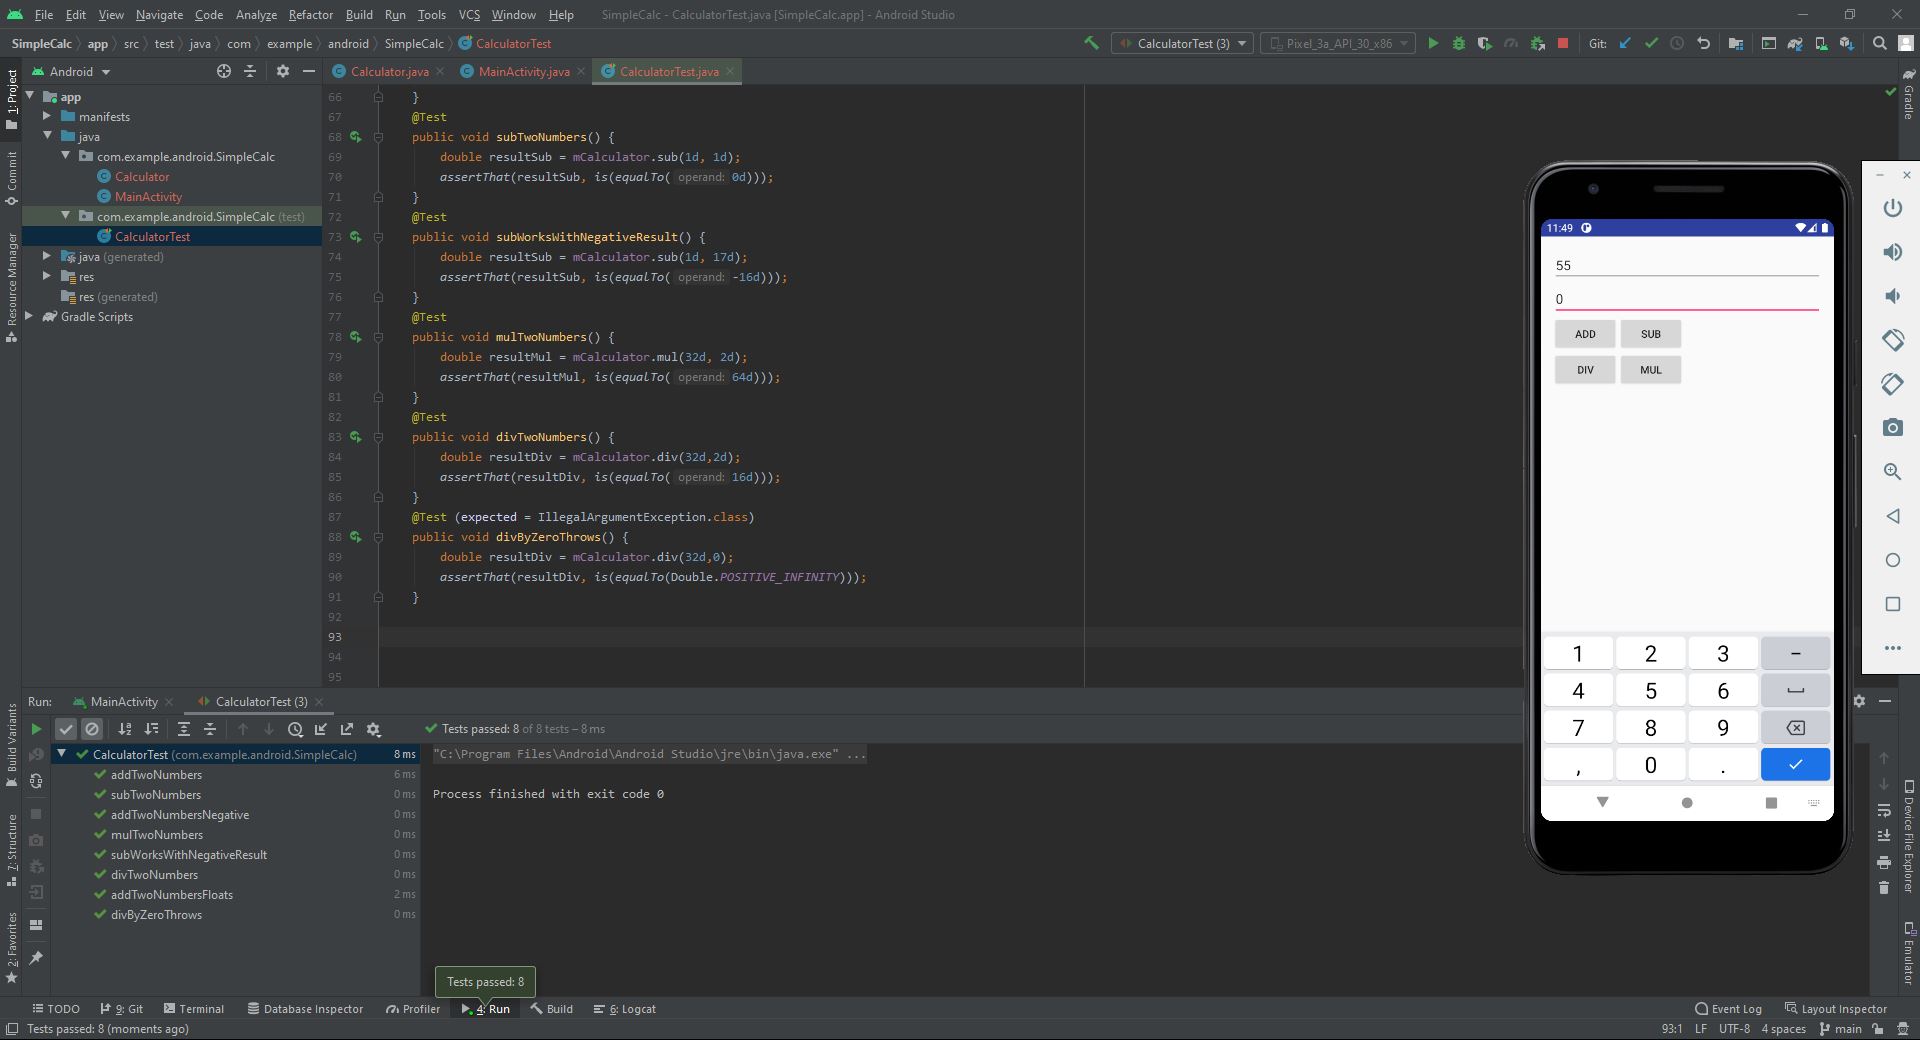 File Edit View Navigate Code Analyze Refactor Build Run Tools VCS Window Help SimpleCalc - CalculatorTest.java [SimpleCalc.app] - Android Studio
SimpleCalc app src test java com example android SimpleCalc CalculatorTest CalculatorTest (3) Pixel_3a_API_30_x86 Git:
Android Calculator.java MainActivity.java CalculatorTest.java
1: Project
Commit
Resource Manager
Build Variants
7: Structure
2: Favorites
app
manifests
java
com.example.android.SimpleCalc
Calculator
MainActivity
com.example.android.SimpleCalc (test)
CalculatorTest
java (generated)
res
res (generated)
Gradle Scripts
66 }
67 @Test
68 public void subTwoNumbers() {
69 double resultSub = mCalculator.sub(1d, 1d);
70 assertThat(resultSub, is(equalTo( operand: 0d)));
71 }
72 @Test
73 public void subWorksWithNegativeResult() {
74 double resultSub = mCalculator.sub(1d, 17d);
75 assertThat(resultSub, is(equalTo( operand: -16d)));
76 }
77 @Test
78 public void mulTwoNumbers() {
79 double resultMul = mCalculator.mul(32d, 2d);
80 assertThat(resultMul, is(equalTo( operand: 64d)));
81 }
82 @Test
83 public void divTwoNumbers() {
84 double resultDiv = mCalculator.div(32d,2d);
85 assertThat(resultDiv, is(equalTo( operand: 16d)));
86 }
87 @Test (expected = IllegalArgumentException.class)
88 public void divByZeroThrows() {
89 double resultDiv = mCalculator.div(32d,0);
90 assertThat(resultDiv, is(equalTo(Double.POSITIVE_INFINITY)));
91 }
92
93
94
95
11:49
55
0
ADD SUB
DIV MUL
1 2 3 -
4 5 6
7 8 9
, 0 .
Gradle
Device File Explorer
Emulator
Run: MainActivity CalculatorTest (3)
Tests passed: 8 of 8 tests – 8 ms
CalculatorTest (com.example.android.SimpleCalc) 8 ms
addTwoNumbers 6 ms
subTwoNumbers 0 ms
addTwoNumbersNegative 0 ms
mulTwoNumbers 0 ms
subWorksWithNegativeResult 0 ms
divTwoNumbers 0 ms
addTwoNumbersFloats 2 ms
divByZeroThrows 0 ms
"C:\Program Files\Android\Android Studio\jre\bin\java.exe" ...
Process finished with exit code 0
Tests passed: 8
TODO 9: Git Terminal Database Inspector Profiler 4: Run Build 6: Logcat Event Log Layout Inspector
Tests passed: 8 (moments ago) 93:1 LF UTF-8 4 spaces main